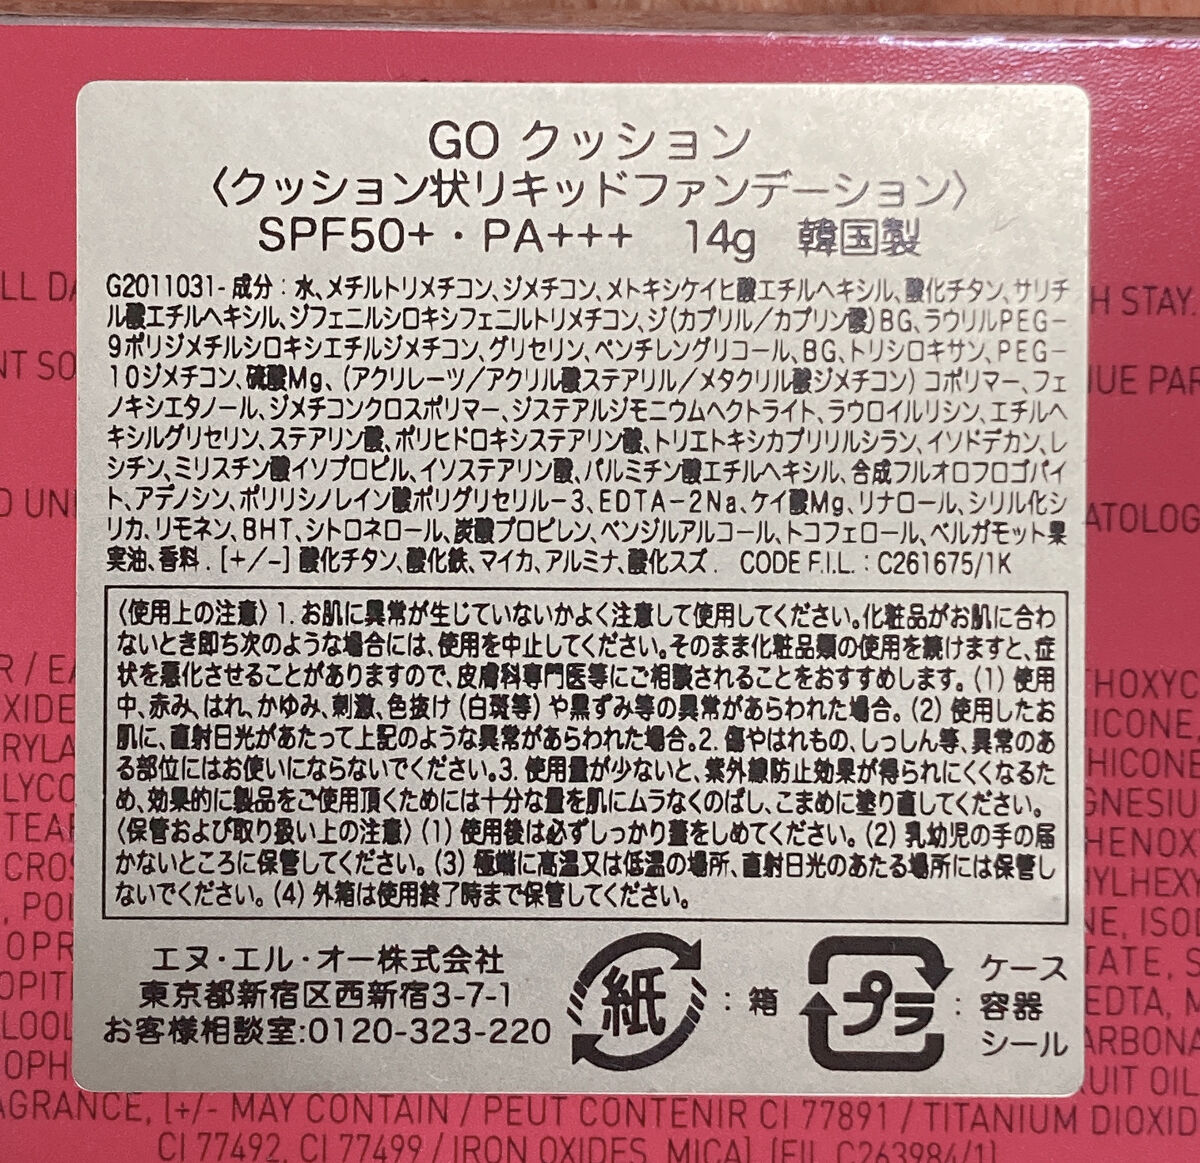 GO クッション
〈クッション状リキッドファンデーション〉
SPF50+・PA+++ 14g 韓国製
G2011031- 成分：水、メチルトリメチコン、ジメチコン、メトキシケイヒ酸エチルヘキシル、酸化チタン、サリチ
ル酸エチルヘキシル、ジフェニルシロキシフェニルトリメチコン、ジ(カプリル／カプリン酸)BG、ラウリルPEG－
9ポリジメチルシロキシエチルジメチコン、グリセリン、ペンチレングリコール、BG、トリシロキサン、PEG－
10ジメチコン、硫酸Mg、(アクリレーツ／アクリル酸ステアリル／メタクリル酸ジメチコン) コポリマー、フェ
ノキシエタノール、ジメチコンクロスポリマー、ジステアルジモニウムヘクトライト、ラウロイルリシン、エチルヘ
キシルグリセリン、ステアリン酸、ポリヒドロキシステアリン酸、トリエトキシカプリリルシラン、イソドデカン、レ
シチン、ミリスチン酸イソプロピル、イソステアリン酸、パルミチン酸エチルヘキシル、合成フルオロフロゴパイ
ト、アデノシン、ポリリシノレイン酸ポリグリセリル－3、EDTA－2Na、ケイ酸Mg、リナロール、シリル化シ
リカ、リモネン、BHT、シトロネロール、炭酸プロピレン、ベンジルアルコール、トコフェロール、ベルガモット果
実油、香料．[+/−] 酸化チタン、酸化鉄、マイカ、アルミナ、酸化スズ． CODE F.I.L.：C261675/1K
〈使用上の注意〉1. お肌に異常が生じていないかよく注意して使用してください。化粧品がお肌に合わ
ないとき即ち次のような場合には、使用を中止してください。そのまま化粧品類の使用を続けますと、症
状を悪化させることがありますので、皮膚科専門医等にご相談されることをおすすめします。(1) 使用
中、赤み、はれ、かゆみ、刺激、色抜け (白斑等) や黒ずみ等の異常があらわれた場合。(2) 使用したお
肌に、直射日光があたって上記のような異常があらわれた場合。2. 傷やはれもの、しっしん等、異常のあ
る部位にはお使いにならないでください。3. 使用量が少ないと、紫外線防止効果が得られにくくなるた
め、効果的に製品をご使用頂くためには十分な量を肌にムラなくのばし、こまめに塗り直してください。
〈保管および取り扱い上の注意〉(1) 使用後は必ずしっかり蓋をしめてください。(2) 乳幼児の手の届
かないところに保管してください。(3) 極端に高温又は低温の場所、直射日光のあたる場所には保管し
ないでください。(4) 外箱は使用終了時まで保管してください。
エヌ・エル・オー株式会社
東京都新宿区西新宿3-7-1
お客様相談室:0120-323-220
紙：箱
プラ：ケース
容器
シール
LL DA
H STAY.
NT SO
UE PAR
D UN
ATOLOG
R / EA
XIDE
RYLA
LYCO
TEAR
CROS
, POL
OPR
OPIT
LOOL
OPH
HOXYC
ICONE
HICONE
GNESIU
HENOX
YLHEXY
NE, ISO
TATE, S
EDTA, M
ARBONA
RUIT OIL
AGRANCE, [+/- MAY CONTAIN / PEUT CONTENIR CI 77891 / TITANIUM DIOXID
CI 77492, CI 77499 / IRON OXIDES, MICA] (FIL C263984/1)